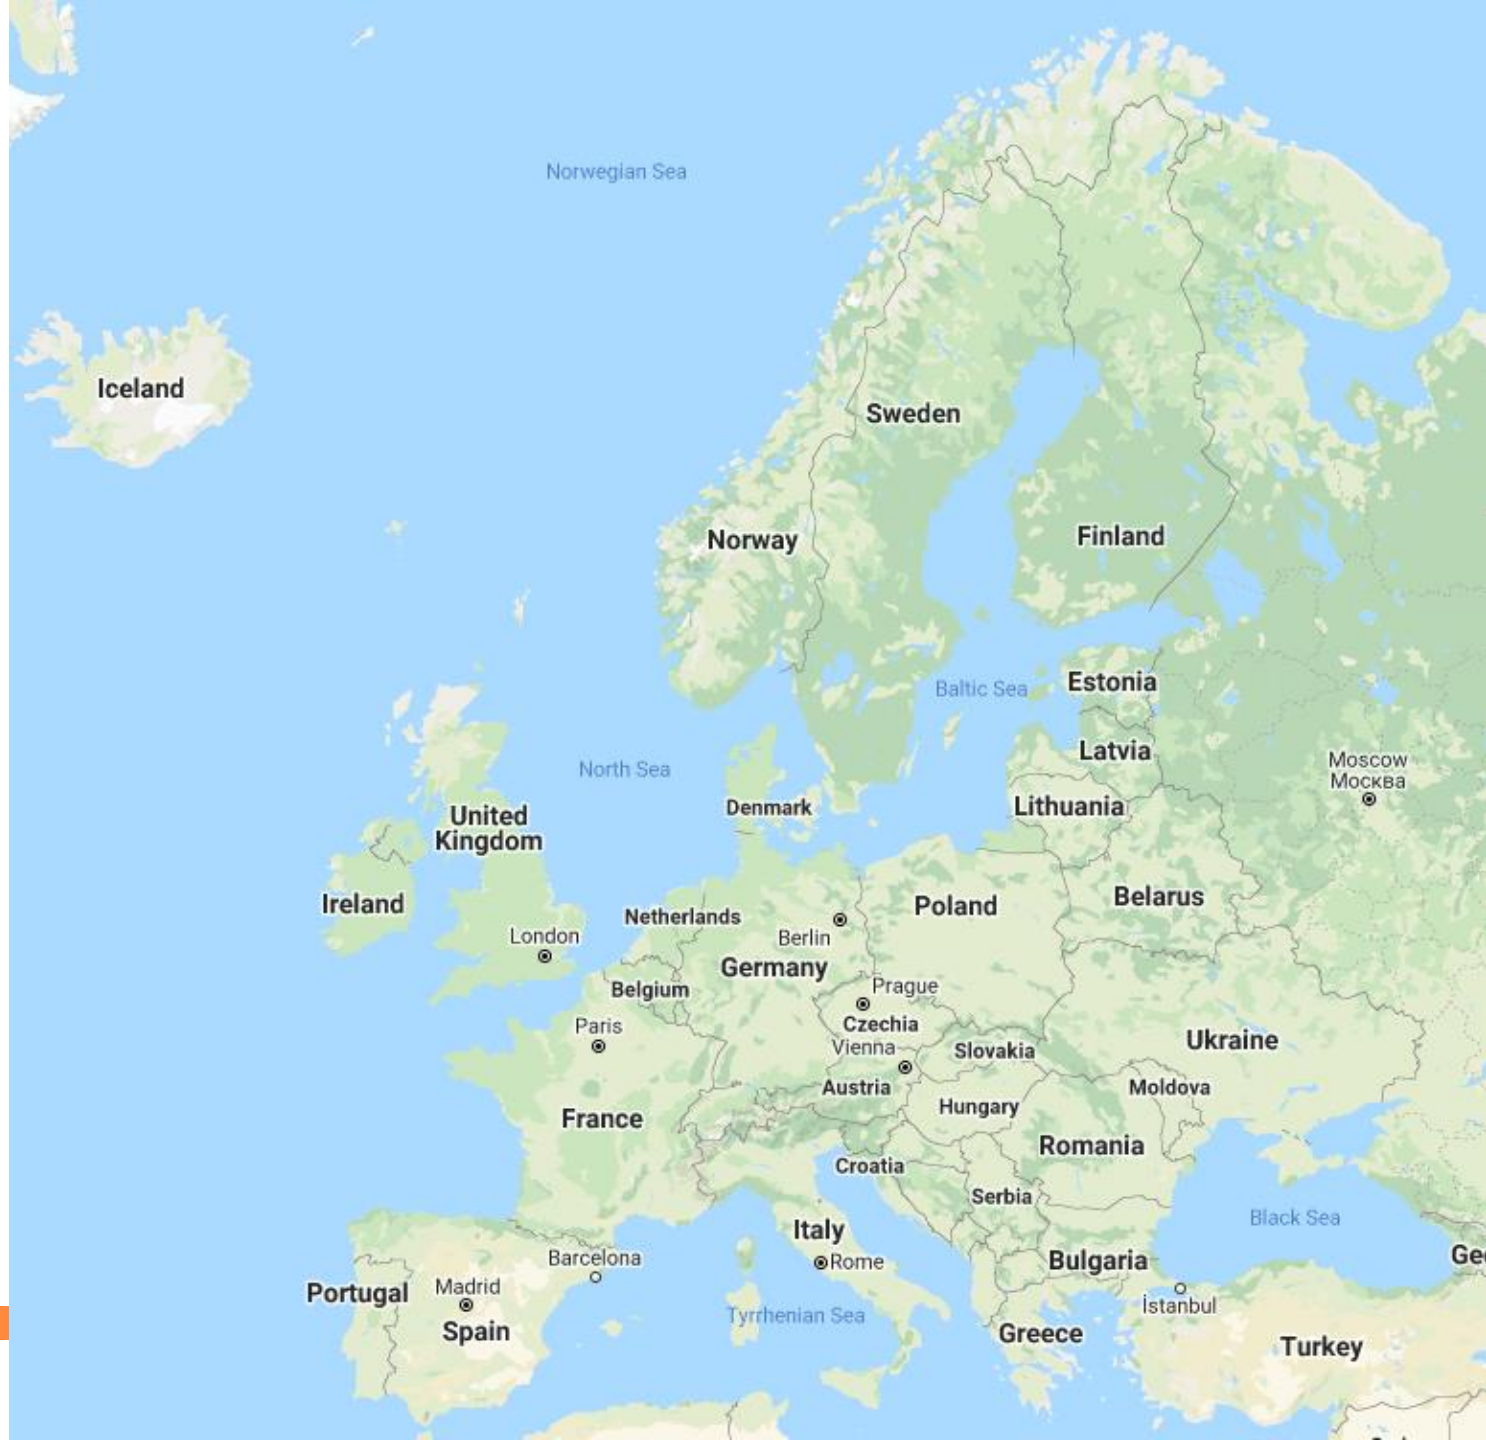 Norwegian Sea
Iceland
Sweden
Norway
Finland
Estonia
Baltic Sea
Latvia
North Sea
Moscow
Москва
Denmark
Lithuania
United
Kingdom
Ireland
Netherlands
Poland
Belarus
London
Berlin
Germany
Belgium
Prague
Czechia
Paris
Vienna
Slovakia
Ukraine
Austria
Moldova
Hungary
France
Romania
Croatia
Serbia
Black Sea
Italy
Barcelona
Rome
Bulgaria
Ge
Portugal
Madrid
İstanbul
Tyrrhenian Sea
Spain
Greece
Turkey